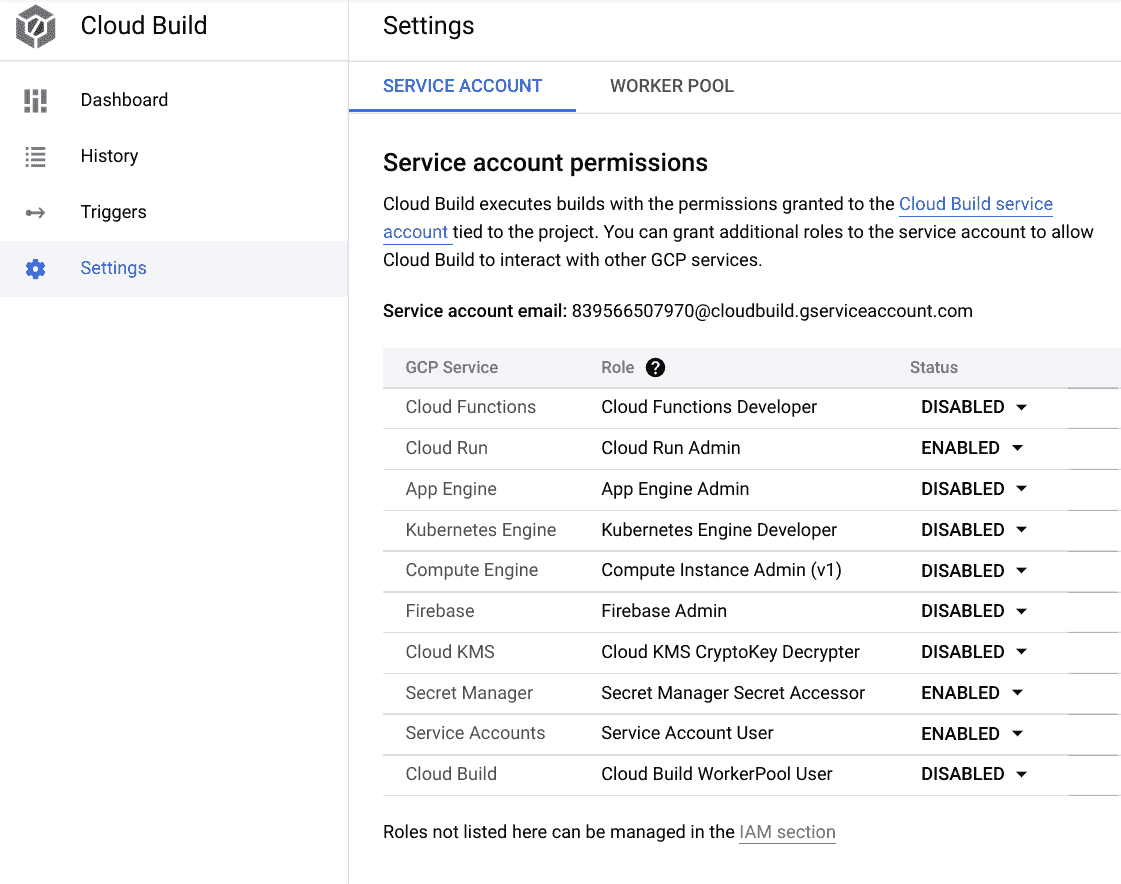 Cloud Build
Settings
Dashboard
History
Triggers
Settings
SERVICE ACCOUNT WORKER POOL
Service account permissions
Cloud Build executes builds with the permissions granted to the Cloud Build service
account tied to the project. You can grant additional roles to the service account to allow
Cloud Build to interact with other GCP services.
Service account email: 839566507970@cloudbuild.gserviceaccount.com
GCP Service Role ? Status
Cloud Functions Cloud Functions Developer DISABLED
Cloud Run Cloud Run Admin ENABLED
App Engine App Engine Admin DISABLED
Kubernetes Engine Kubernetes Engine Developer DISABLED
Compute Engine Compute Instance Admin (v1) DISABLED
Firebase Firebase Admin DISABLED
Cloud KMS Cloud KMS CryptoKey Decrypter DISABLED
Secret Manager Secret Manager Secret Accessor ENABLED
Service Accounts Service Account User ENABLED
Cloud Build Cloud Build WorkerPool User DISABLED
Roles not listed here can be managed in the IAM section